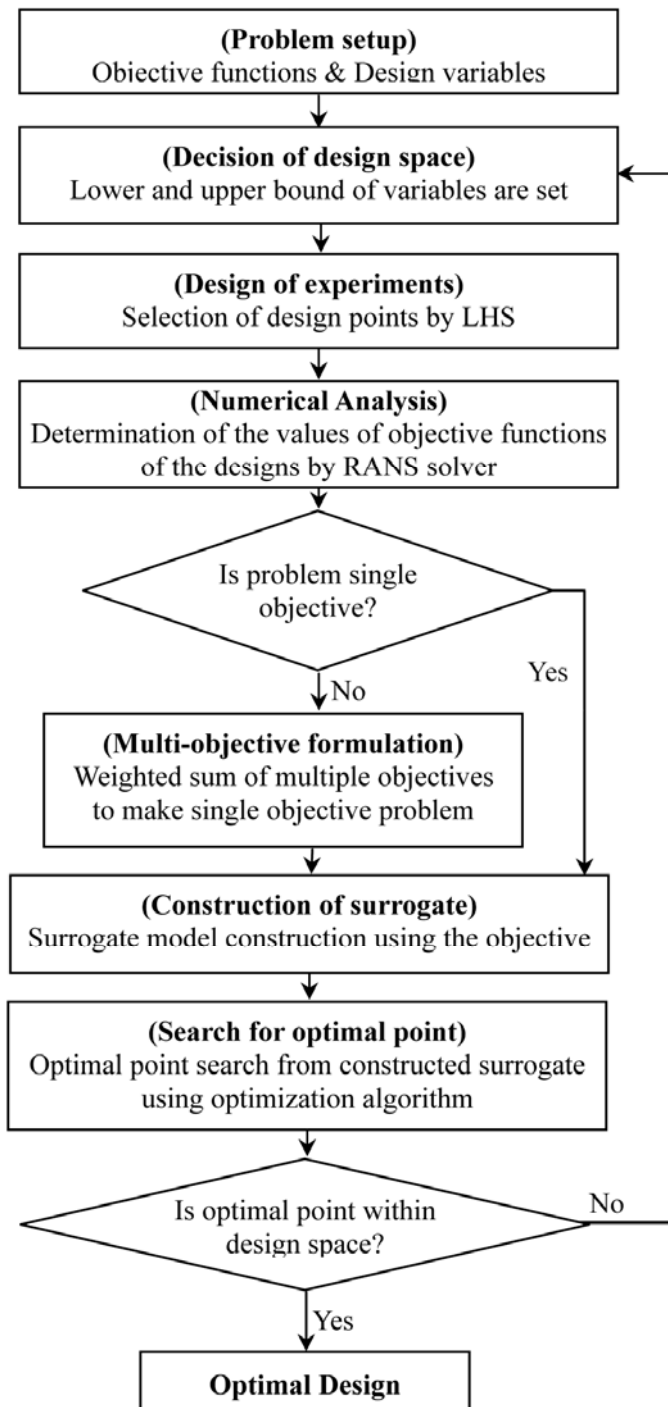 (Problem setup)
Objective functions & Design variables
(Decision of design space)
Lower and upper bound of variables are set
(Design of experiments)
Selection of design points by LHS
(Numerical Analysis)
Determination of the values of objective functions
of the designs by RANS solver
Is problem single
objective?
Yes
No
(Multi-objective formulation)
Weighted sum of multiple objectives
to make single objective problem
(Construction of surrogate)
Surrogate model construction using the objective
(Search for optimal point)
Optimal point search from constructed surrogate
using optimization algorithm
Is optimal point within
design space?
No
Yes
Optimal Design